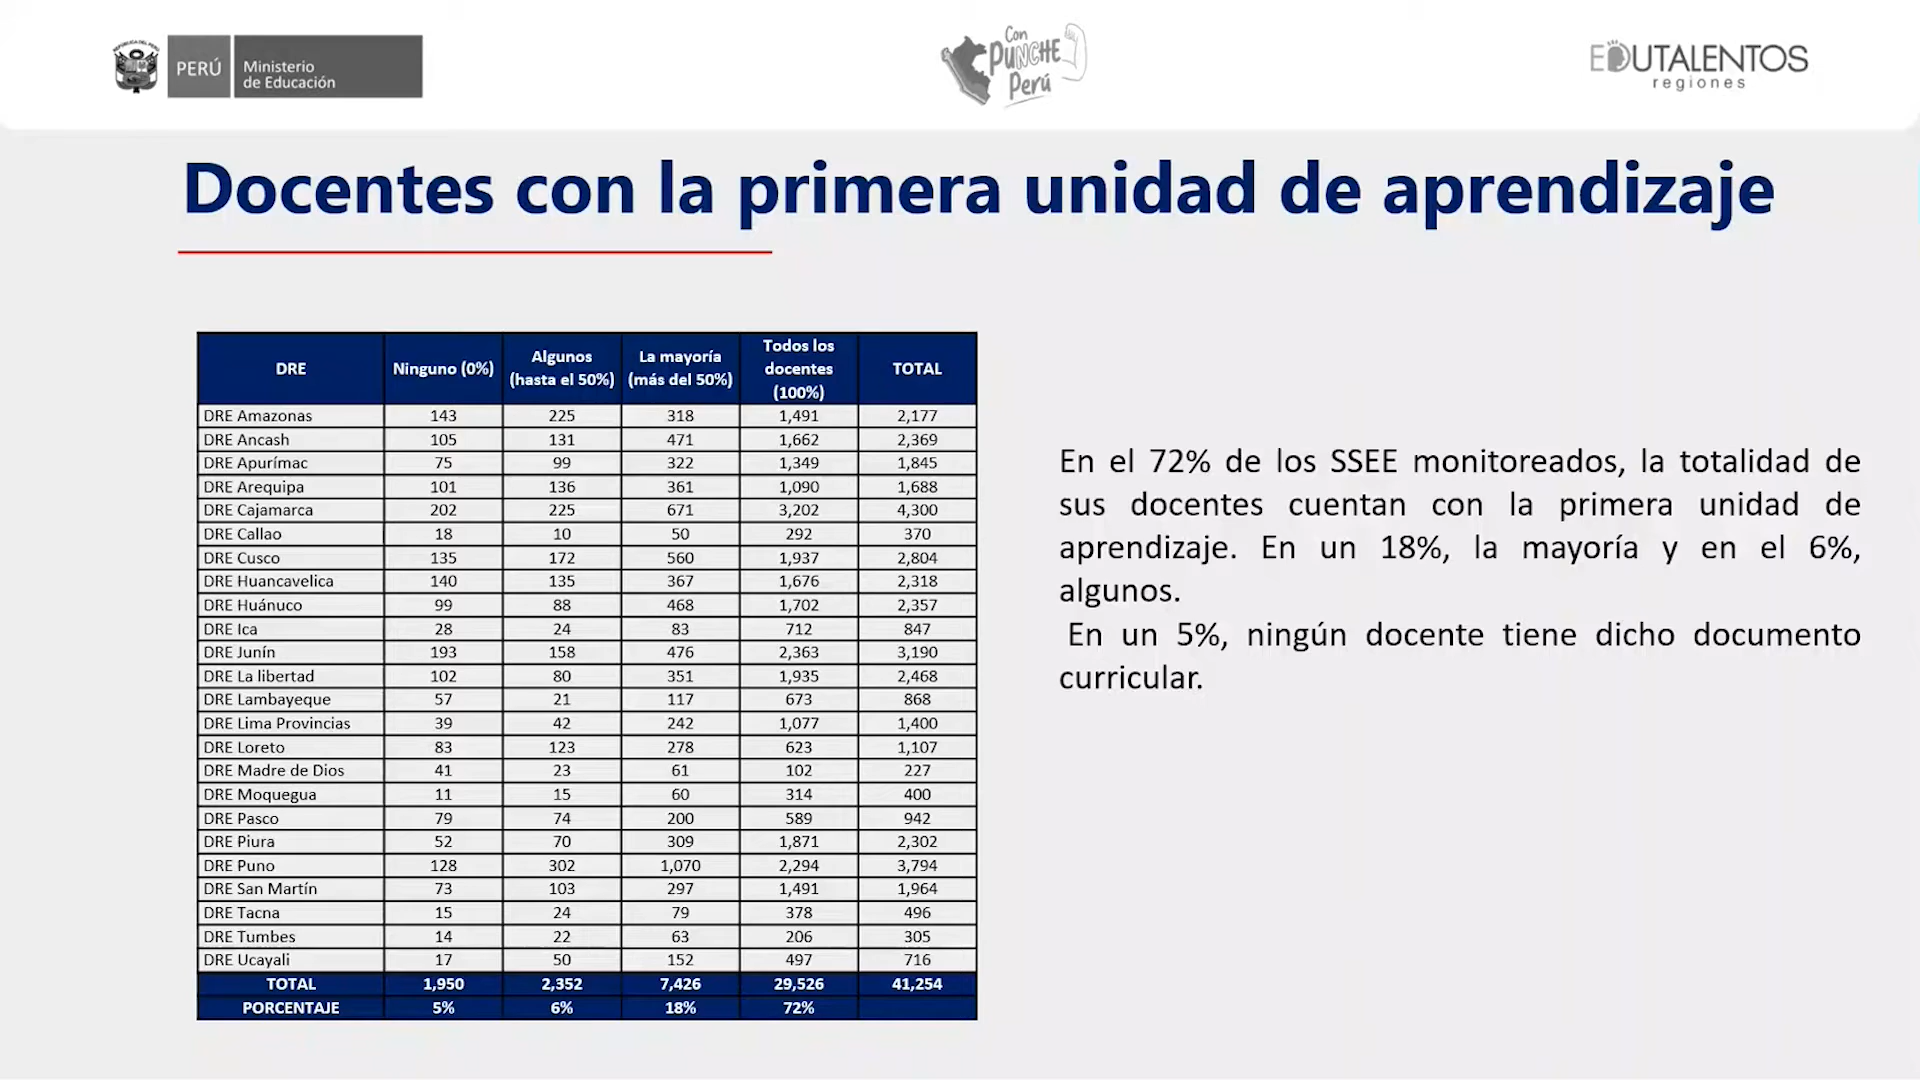 REPÚBLICA DEL PERÚ
PERÚ
Ministerio
de Educación
Con
PUNCHE
Perú
EDUTALENTOS
regiones
Docentes con la primera unidad de aprendizaje
DRE Ninguno (0%) Algunos (hasta el 50%) La mayoría (más del 50%) Todos los docentes (100%) TOTAL
DRE Amazonas 143 225 318 1,491 2,177
DRE Ancash 105 131 471 1,662 2,369
DRE Apurímac 75 99 322 1,349 1,845
DRE Arequipa 101 136 361 1,090 1,688
DRE Cajamarca 202 225 671 3,202 4,300
DRE Callao 18 10 50 292 370
DRE Cusco 135 172 560 1,937 2,804
DRE Huancavelica 140 135 367 1,676 2,318
DRE Huánuco 99 88 468 1,702 2,357
DRE Ica 28 24 83 712 847
DRE Junín 193 158 476 2,363 3,190
DRE La libertad 102 80 351 1,935 2,468
DRE Lambayeque 57 21 117 673 868
DRE Lima Provincias 39 42 242 1,077 1,400
DRE Loreto 83 123 278 623 1,107
DRE Madre de Dios 41 23 61 102 227
DRE Moquegua 11 15 60 314 400
DRE Pasco 79 74 200 589 942
DRE Piura 52 70 309 1,871 2,302
DRE Puno 128 302 1,070 2,294 3,794
DRE San Martín 73 103 297 1,491 1,964
DRE Tacna 15 24 79 378 496
DRE Tumbes 14 22 63 206 305
DRE Ucayali 17 50 152 497 716
TOTAL 1,950 2,352 7,426 29,526 41,254
PORCENTAJE 5% 6% 18% 72%
En el 72% de los SSEE monitoreados, la totalidad de
sus docentes cuentan con la primera unidad de
aprendizaje. En un 18%, la mayoría y en el 6%,
algunos.
En un 5%, ningún docente tiene dicho documento
curricular.